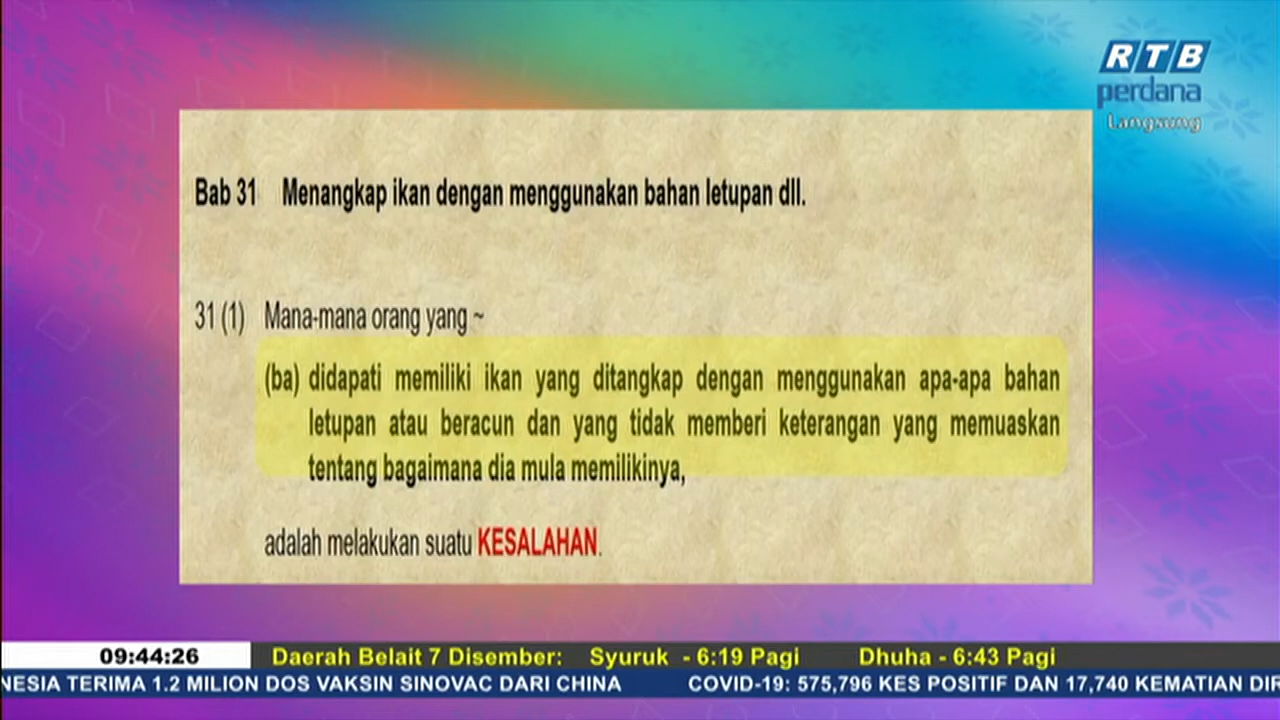 RTB
perdana
Langsung
Bab 31 Menangkap ikan dengan menggunakan bahan letupan dll.
31 (1) Mana-mana orang yang ~
(ba) didapati memiliki ikan yang ditangkap dengan menggunakan apa-apa bahan
letupan atau beracun dan yang tidak memberi keterangan yang memuaskan
tentang bagaimana dia mula memilikinya,
adalah melakukan suatu KESALAHAN.
09:44:26 Daerah Belait 7 Disember: Syuruk - 6:19 Pagi Dhuha - 6:43 Pagi
NESIA TERIMA 1.2 MILION DOS VAKSIN SINOVAC DARI CHINA COVID-19: 575,796 KES POSITIF DAN 17,740 KEMATIAN DIR